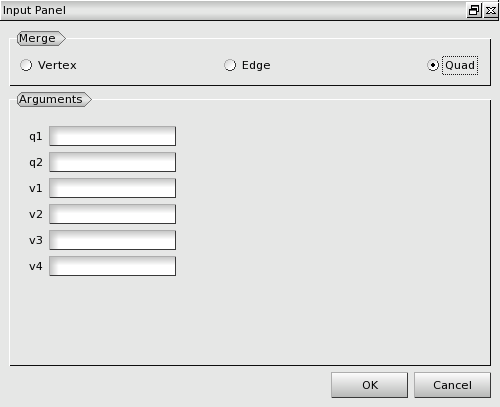 Input Panel
Merge
Vertex Edge Quad
Arguments
q1
q2
v1
v2
v3
v4
OK Cancel